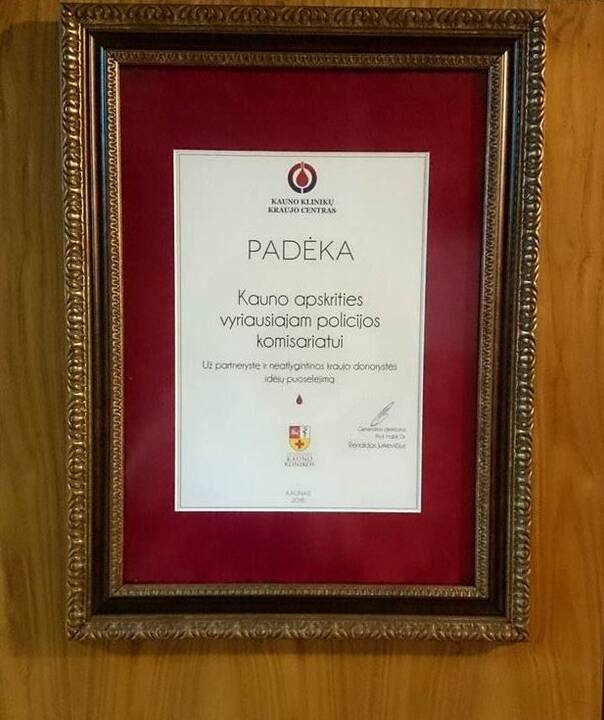 KAUNO KLINIKŲ
KRAUJO CENTRAS
PADĖKA
Kauno apskrities
vyriausiajam policijos
komisariatui
Už partnerystę ir neatlygintinos kraujo donorystės
idėjų puoselėjimą
Generalinis direktorius
Prof. Habil. Dr.
Renaldas Jurkevičius
KAUNO
KLINIKOS
KAUNAS